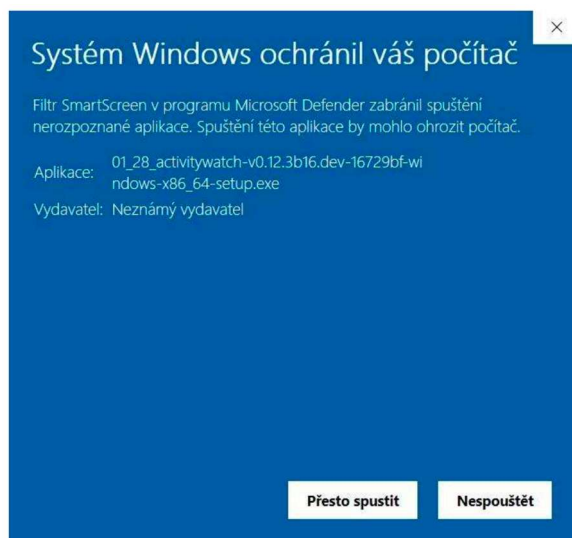 Systém Windows ochránil váš počítač
Filtr SmartScreen v programu Microsoft Defender zabránil spuštění
nerozpoznané aplikace. Spuštění této aplikace by mohlo ohrozit počítač.
Aplikace: 01_28_activitywatch-v0.12.3b16.dev-16729bf-wi
ndows-x86_64-setup.exe
Vydavatel: Neznámý vydavatel
Přesto spustit Nespouštět